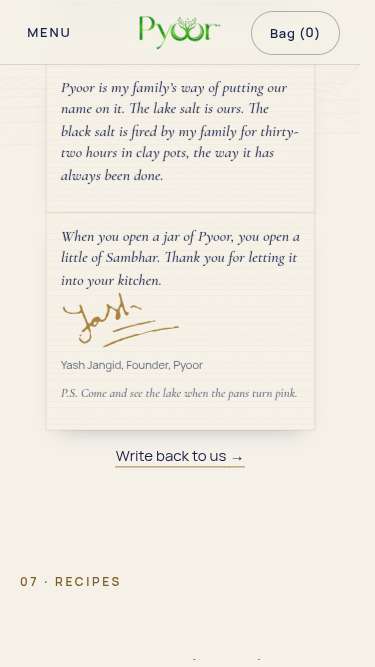 MENU
Pyoor
Bag (0)
Pyoor is my family's way of putting our
name on it. The lake salt is ours. The
black salt is fired by my family for thirty-
two hours in clay pots, the way it has
always been done.
When you open a jar of Pyoor, you open a
little of Sambhar. Thank you for letting it
into your kitchen.
Yash
Yash Jangid, Founder, Pyoor
P.S. Come and see the lake when the pans turn pink.
Write back to us →
07 · RECIPES